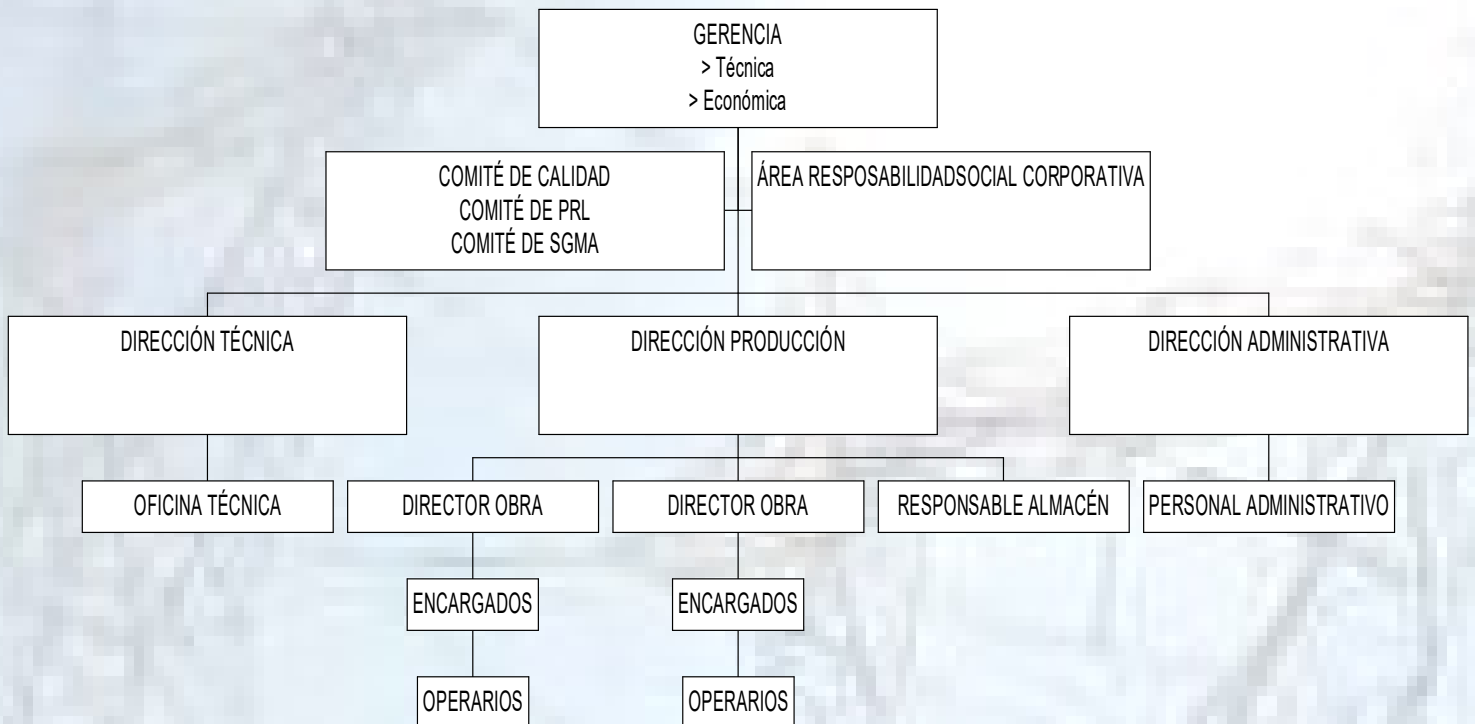 GERENCIA
> Técnica
> Económica
COMITÉ DE CALIDAD
COMITÉ DE PRL
COMITÉ DE SGMA
ÁREA RESPOSABILIDADSOCIAL CORPORATIVA
DIRECCIÓN TÉCNICA
DIRECCIÓN PRODUCCIÓN
DIRECCIÓN ADMINISTRATIVA
OFICINA TÉCNICA
DIRECTOR OBRA
DIRECTOR OBRA
RESPONSABLE ALMACÉN
PERSONAL ADMINISTRATIVO
ENCARGADOS
ENCARGADOS
OPERARIOS
OPERARIOS